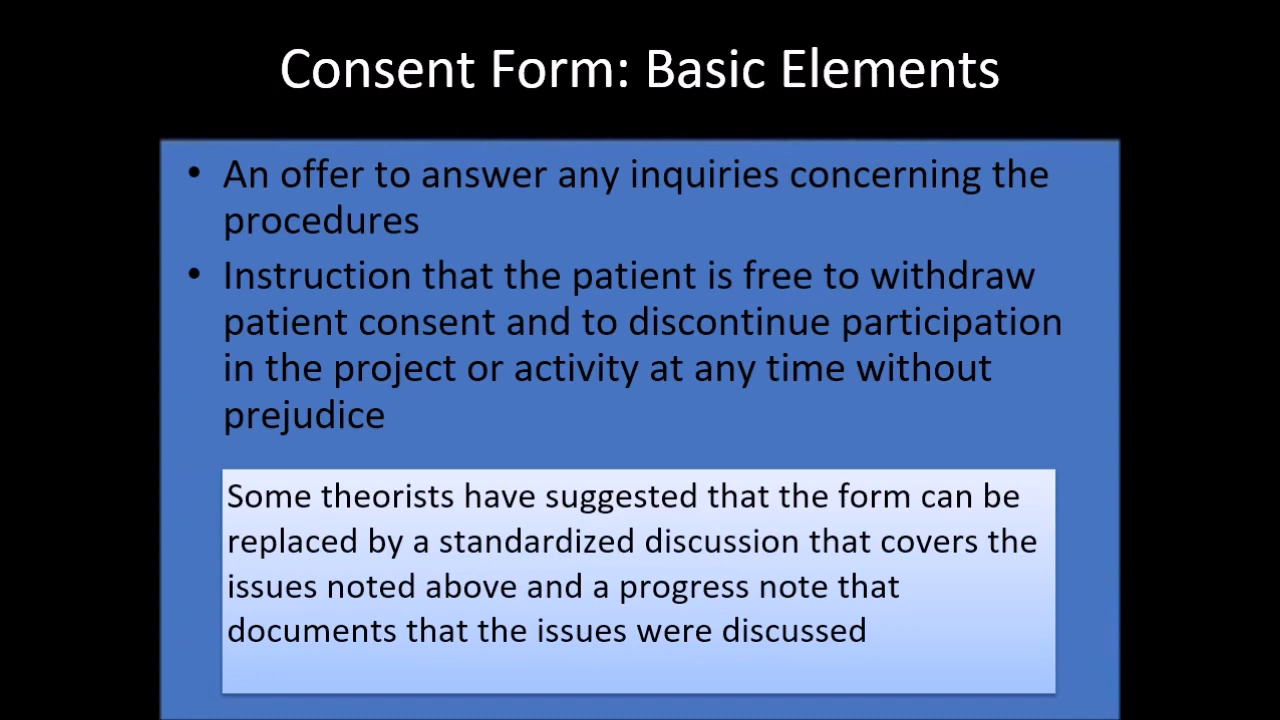 Consent Form: Basic Elements
• An offer to answer any inquiries concerning the
procedures
• Instruction that the patient is free to withdraw
patient consent and to discontinue participation
in the project or activity at any time without
prejudice
Some theorists have suggested that the form can be
replaced by a standardized discussion that covers the
issues noted above and a progress note that
documents that the issues were discussed